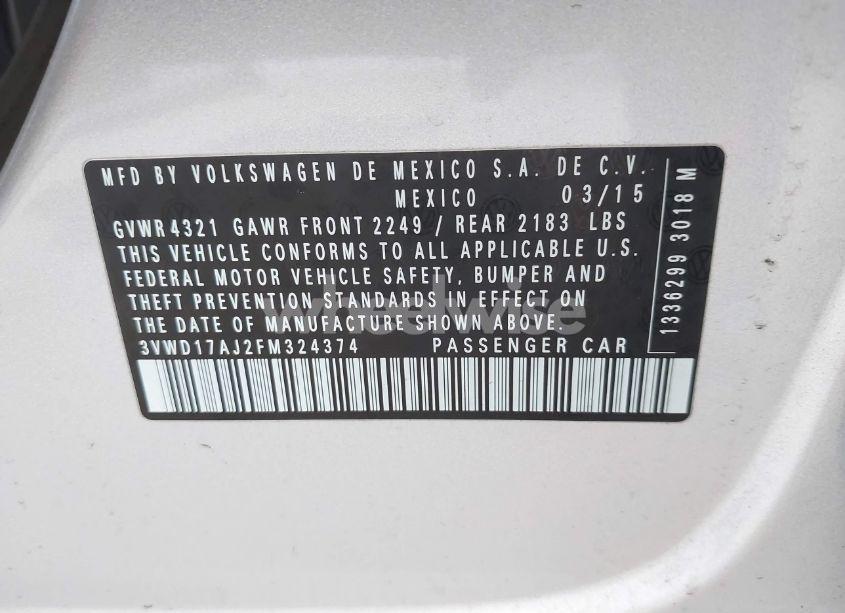 MFD BY VOLKSWAGEN DE MEXICO S.A. DE C.V.
MEXICO 03/15
GVWR 4321 GAWR FRONT 2249 / REAR 2183 LBS
THIS VEHICLE CONFORMS TO ALL APPLICABLE U.S.
FEDERAL MOTOR VEHICLE SAFETY, BUMPER AND
THEFT PREVENTION STANDARDS IN EFFECT ON
THE DATE OF MANUFACTURE SHOWN ABOVE.
3VWD17AJ2FM324374 PASSENGER CAR
1336299 3018 M
wheelwise